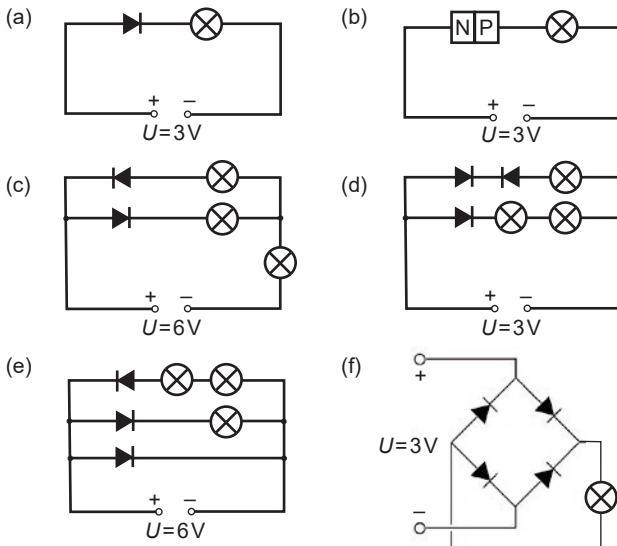 (a)
+ −
U=3V
(b)
N P
+ −
U=3V
(c)
+ −
U=6V
(d)
+ −
U=3V
(e)
+ −
U=6V
(f)
+
U=3V
−